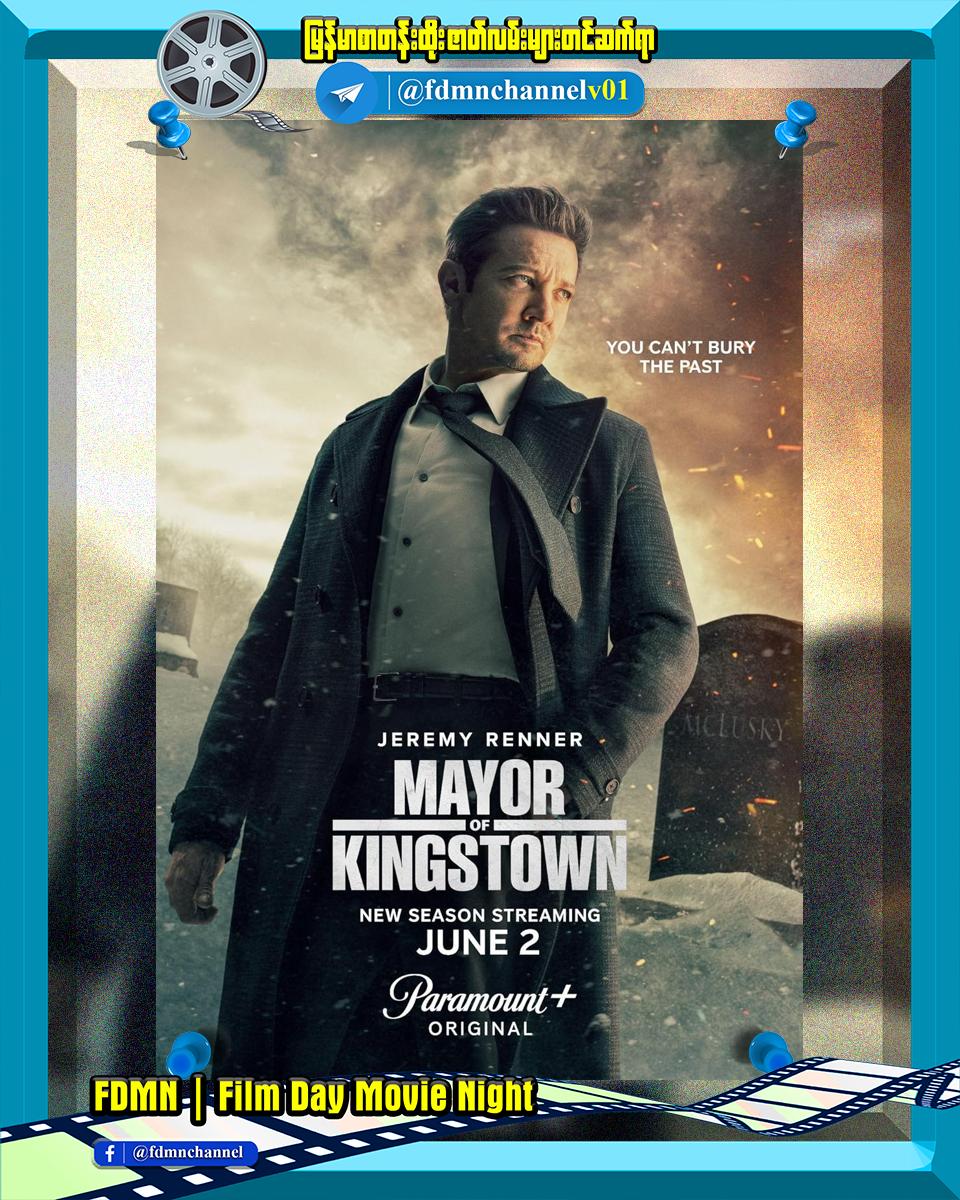 မြန်မာစာတန်းထိုးဇာတ်လမ်းများတင်ဆက်ရာ
@fdmnchannelv01
YOU CAN'T BURY
THE PAST
MCLUSKY
JEREMY RENNER
MAYOR
OF
KINGSTOWN
NEW SEASON STREAMING
JUNE 2
Paramount+
ORIGINAL
FDMN | Film Day Movie Night
f @fdmnchannel